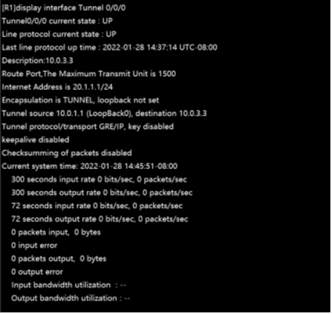 [R1]display interface Tunnel 0/0/0
Tunnel0/0/0 current state : UP
Line protocol current state : UP
Last line protocol up time : 2022-01-28 14:37:14 UTC-08:00
Description:10.0.3.3
Route Port,The Maximum Transmit Unit is 1500
Internet Address is 20.1.1.1/24
Encapsulation is TUNNEL, loopback not set
Tunnel source 10.0.1.1 (LoopBack0), destination 10.0.3.3
Tunnel protocol/transport GRE/IP, key disabled
keepalive disabled
Checksumming of packets disabled
Current system time: 2022-01-28 14:45:51-08:00
300 seconds input rate 0 bits/sec, 0 packets/sec
300 seconds output rate 0 bits/sec, 0 packets/sec
72 seconds input rate 0 bits/sec, 0 packets/sec
72 seconds output rate 0 bits/sec, 0 packets/sec
0 packets input, 0 bytes
0 input error
0 packets output, 0 bytes
0 output error
Input bandwidth utilization : --
Output bandwidth utilization : --